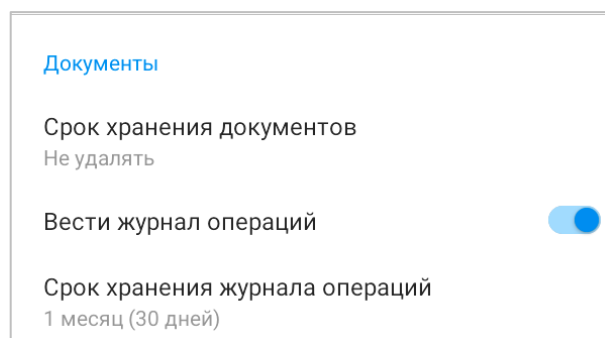 Документы
Срок хранения документов
Не удалять
Вести журнал операций
Срок хранения журнала операций
1 месяц (30 дней)